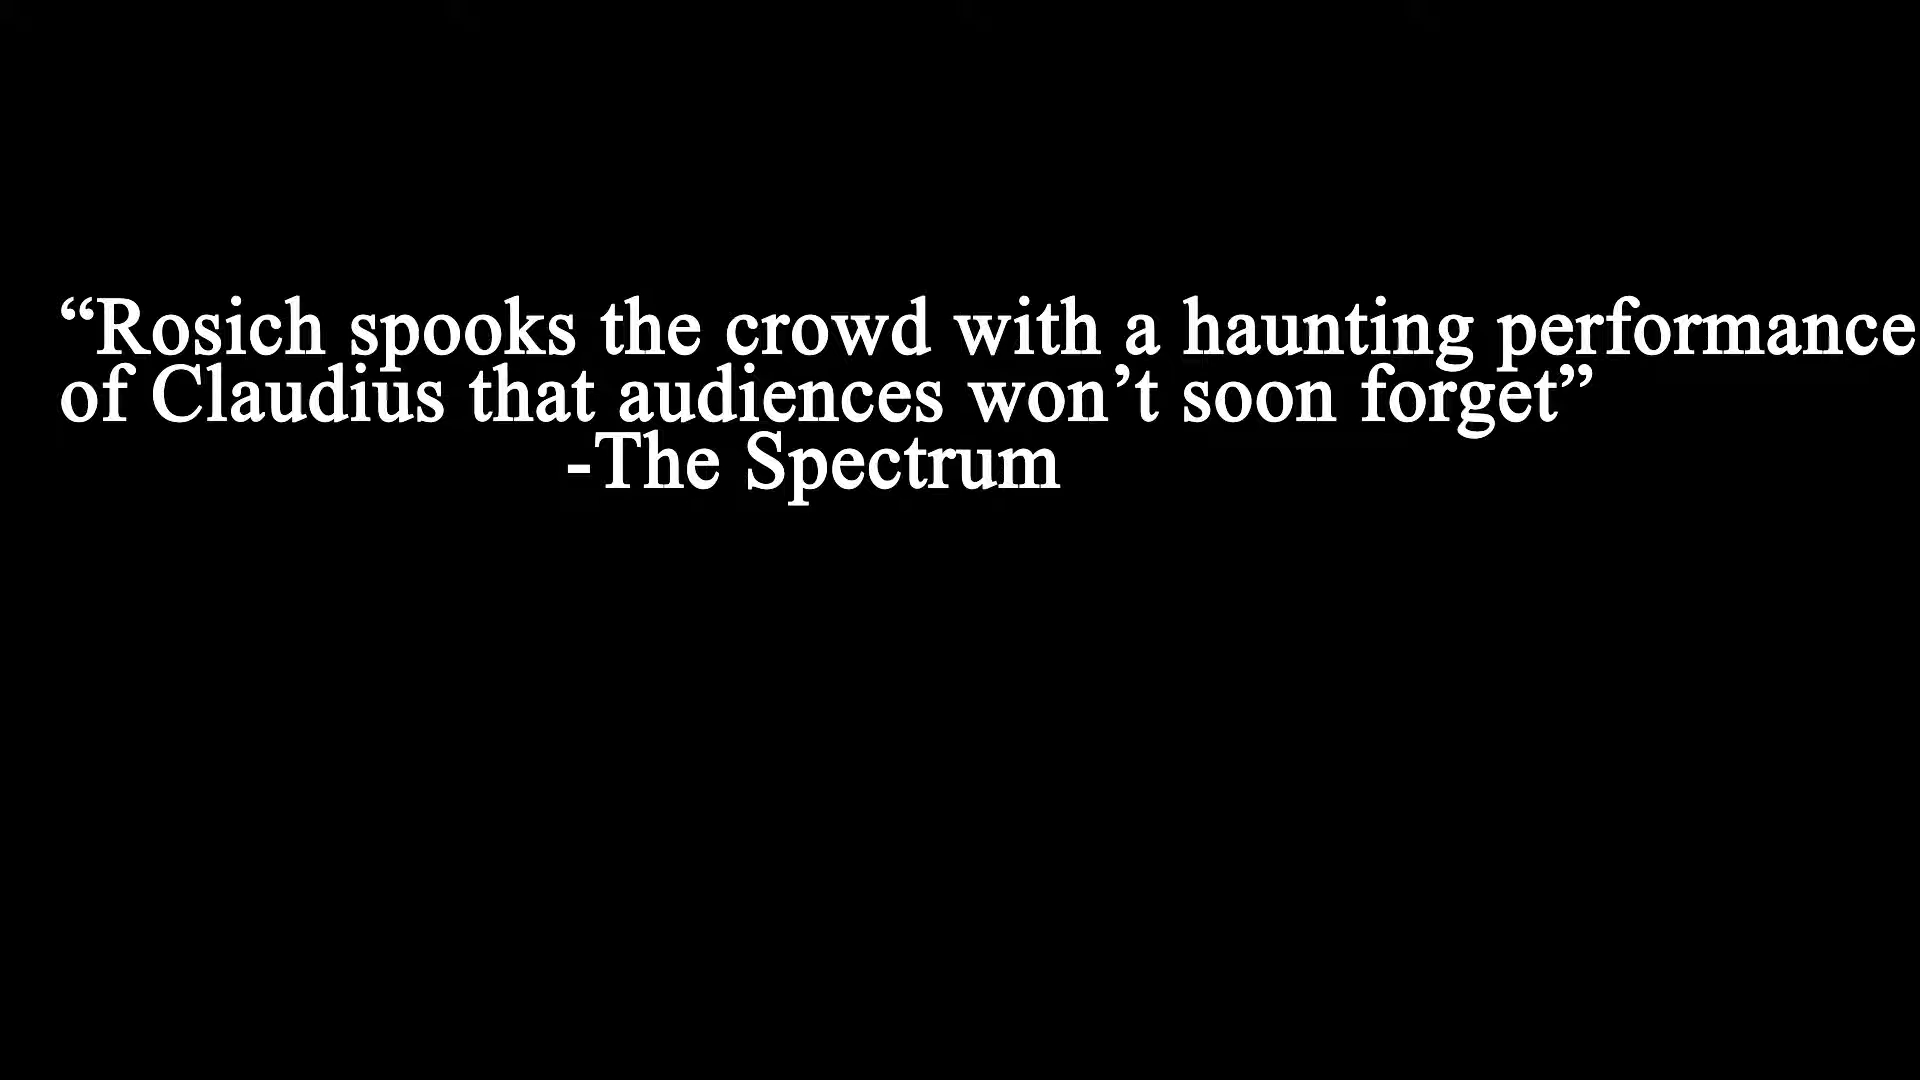 “Rosich spooks the crowd with a haunting performance
of Claudius that audiences won’t soon forget”
-The Spectrum